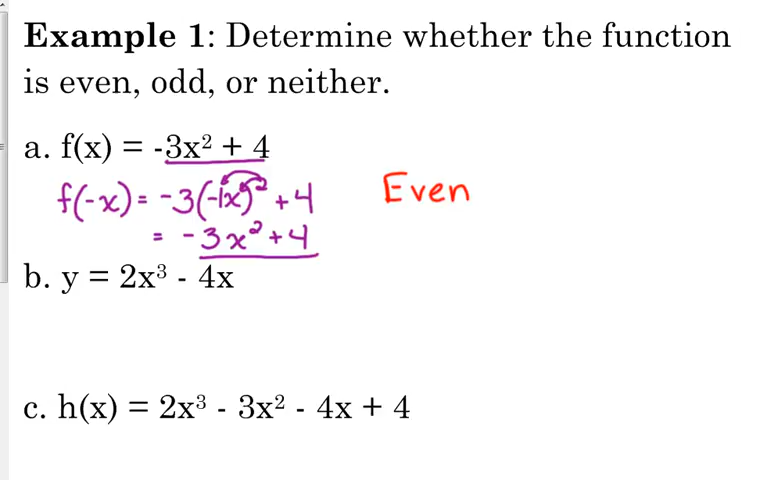 Example 1: Determine whether the function
is even, odd, or neither.
a. f(x) = -3x² + 4
f(-x) = -3(-1x)² + 4
Even
= -3x² + 4
b. y = 2x³ - 4x
c. h(x) = 2x³ - 3x² - 4x + 4